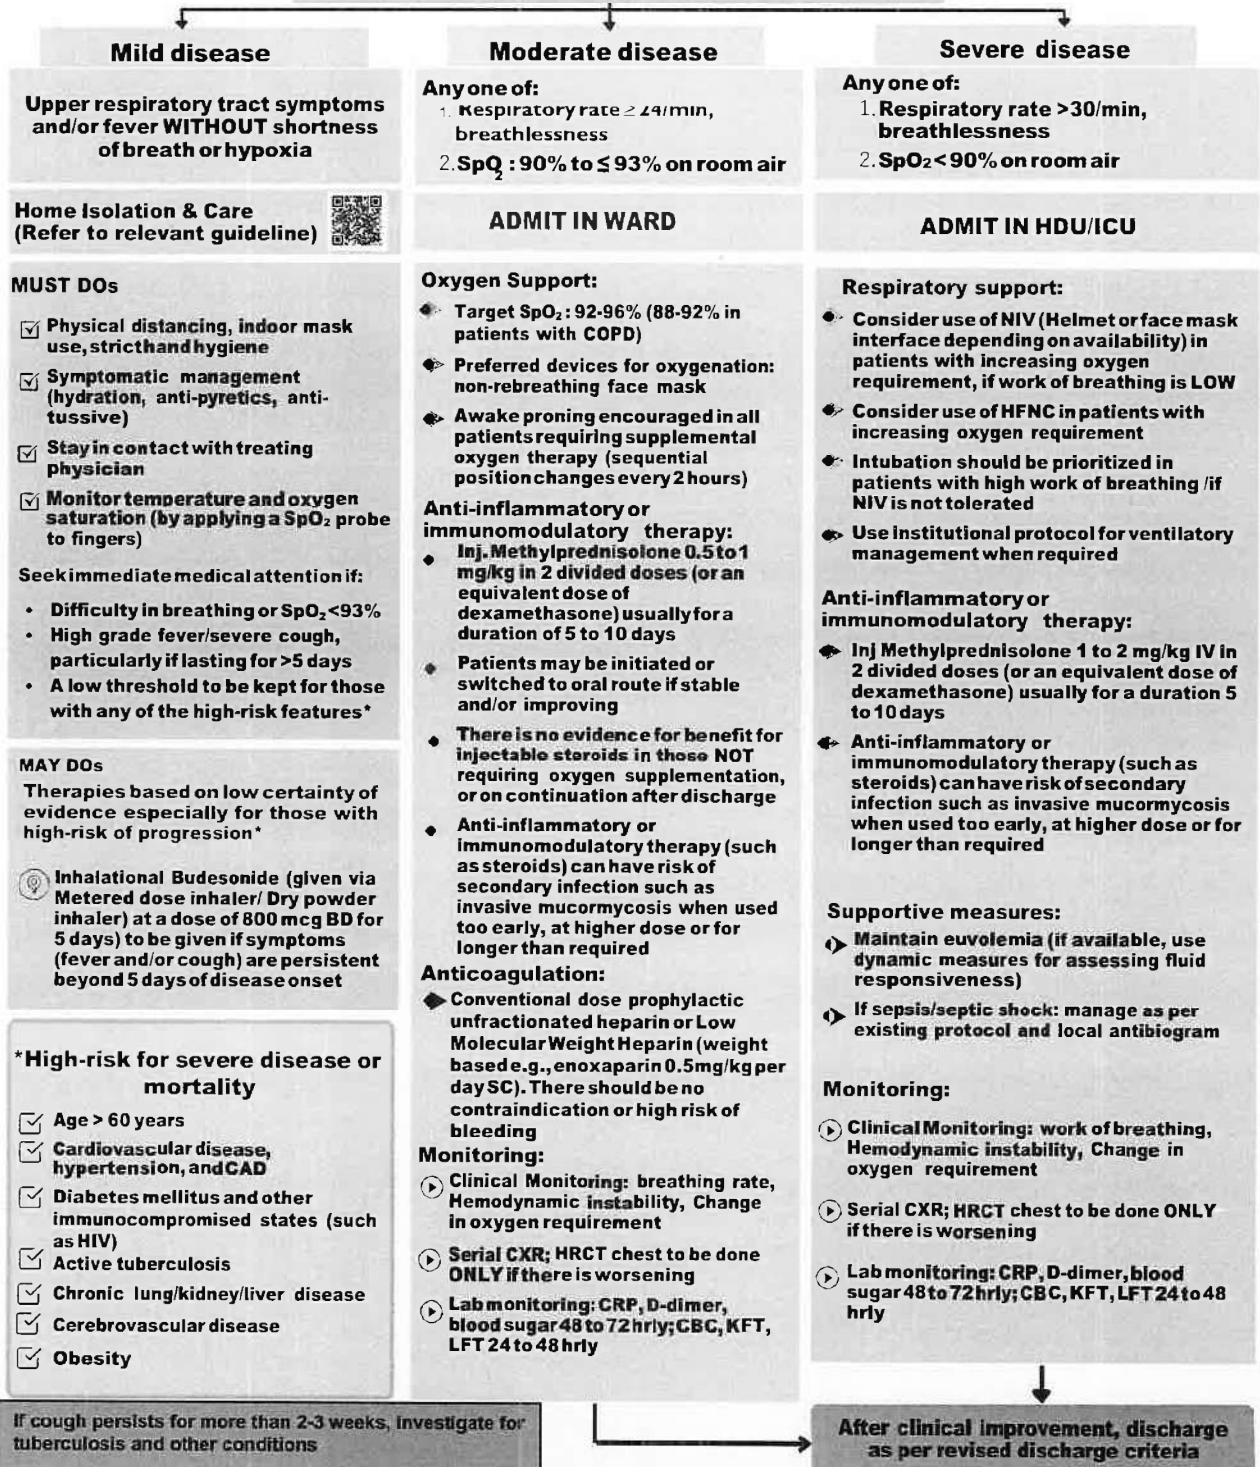 Mild disease
Upper respiratory tract symptoms
and/or fever WITHOUT shortness
of breath or hypoxia
Home Isolation & Care
(Refer to relevant guideline)
MUST DOs
Physical distancing, indoor mask
use, strict hand hygiene
Symptomatic management
(hydration, anti-pyretics, anti-
tussive)
Stay in contact with treating
physician
Monitor temperature and oxygen
saturation (by applying a SpO₂ probe
to fingers)
Seek immediate medical attention if:
• Difficulty in breathing or SpO₂ <93%
• High grade fever/severe cough,
particularly if lasting for >5 days
• A low threshold to be kept for those
with any of the high-risk features*
MAY DOs
Therapies based on low certainty of
evidence especially for those with
high-risk of progression*
Inhalational Budesonide (given via
Metered dose inhaler/ Dry powder
inhaler) at a dose of 800 mcg BD for
5 days) to be given if symptoms
(fever and/or cough) are persistent
beyond 5 days of disease onset
*High-risk for severe disease or
mortality
Age > 60 years
Cardiovascular disease,
hypertension, and CAD
Diabetes mellitus and other
immunocompromised states (such
as HIV)
Active tuberculosis
Chronic lung/kidney/liver disease
Cerebrovascular disease
Obesity
If cough persists for more than 2-3 weeks, investigate for
tuberculosis and other conditions
Moderate disease
Any one of:
1. Respiratory rate ≥ 24/min,
breathlessness
2. SpO₂ : 90% to ≤ 93% on room air
ADMIT IN WARD
Oxygen Support:
Target SpO₂: 92-96% (88-92% in
patients with COPD)
Preferred devices for oxygenation:
non-rebreathing face mask
Awake proning encouraged in all
patients requiring supplemental
oxygen therapy (sequential
position changes every 2 hours)
Anti-inflammatory or
immunomodulatory therapy:
• Inj. Methylprednisolone 0.5 to 1
mg/kg in 2 divided doses (or an
equivalent dose of
dexamethasone) usually for a
duration of 5 to 10 days
• Patients may be initiated or
switched to oral route if stable
and/or improving
• There is no evidence for benefit for
injectable steroids in those NOT
requiring oxygen supplementation,
or on continuation after discharge
• Anti-inflammatory or
immunomodulatory therapy (such
as steroids) can have risk of
secondary infection such as
invasive mucormycosis when used
too early, at higher dose or for
longer than required
Anticoagulation:
Conventional dose prophylactic
unfractionated heparin or Low
Molecular Weight Heparin (weight
based e.g., enoxaparin 0.5mg/kg per
day SC). There should be no
contraindication or high risk of
bleeding
Monitoring:
Clinical Monitoring: breathing rate,
Hemodynamic instability, Change
in oxygen requirement
Serial CXR; HRCT chest to be done
ONLY if there is worsening
Lab monitoring: CRP, D-dimer,
blood sugar 48 to 72 hrly; CBC, KFT,
LFT 24 to 48 hrly
Severe disease
Any one of:
1. Respiratory rate >30/min,
breathlessness
2. SpO₂ < 90% on room air
ADMIT IN HDU/ICU
Respiratory support:
Consider use of NIV (Helmet or face mask
interface depending on availability) in
patients with increasing oxygen
requirement, if work of breathing is LOW
Consider use of HFNC in patients with
increasing oxygen requirement
Intubation should be prioritized in
patients with high work of breathing /if
NIV is not tolerated
Use institutional protocol for ventilatory
management when required
Anti-inflammatory or
immunomodulatory therapy:
Inj Methylprednisolone 1 to 2 mg/kg IV in
2 divided doses (or an equivalent dose of
dexamethasone) usually for a duration 5
to 10 days
Anti-inflammatory or
immunomodulatory therapy (such as
steroids) can have risk of secondary
infection such as invasive mucormycosis
when used too early, at higher dose or for
longer than required
Supportive measures:
Maintain euvolemia (if available, use
dynamic measures for assessing fluid
responsiveness)
If sepsis/septic shock: manage as per
existing protocol and local antibiogram
Monitoring:
Clinical Monitoring: work of breathing,
Hemodynamic instability, Change in
oxygen requirement
Serial CXR; HRCT chest to be done ONLY
if there is worsening
Lab monitoring: CRP, D-dimer, blood
sugar 48 to 72 hrly; CBC, KFT, LFT 24 to 48
hrly
After clinical improvement, discharge
as per revised discharge criteria